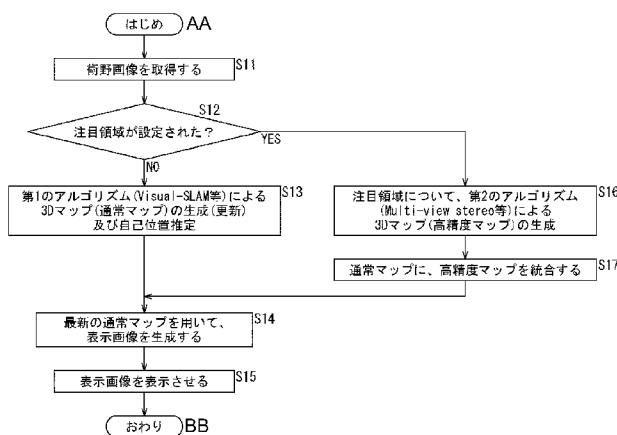 はじめ AA
術野画像を取得する S11
S12
注目領域が設定された？
YES
NO
第1のアルゴリズム(Visual-SLAM等)による S13
3Dマップ(通常マップ)の生成(更新)
及び自己位置推定
注目領域について、第2のアルゴリズム S16
(Multi-view stereo等)による
3Dマップ(高精度マップ)の生成
通常マップに、高精度マップを統合する S17
最新の通常マップを用いて、 S14
表示画像を生成する
表示画像を表示させる S15
おわり BB